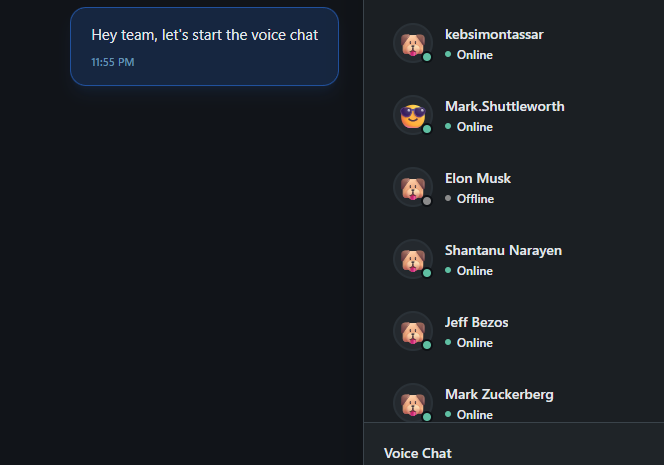 Hey team, let's start the voice chat
11:55 PM
kebsimontassar
Online
Mark.Shuttleworth
Online
Elon Musk
Offline
Shantanu Narayen
Online
Jeff Bezos
Online
Mark Zuckerberg
Online
Voice Chat